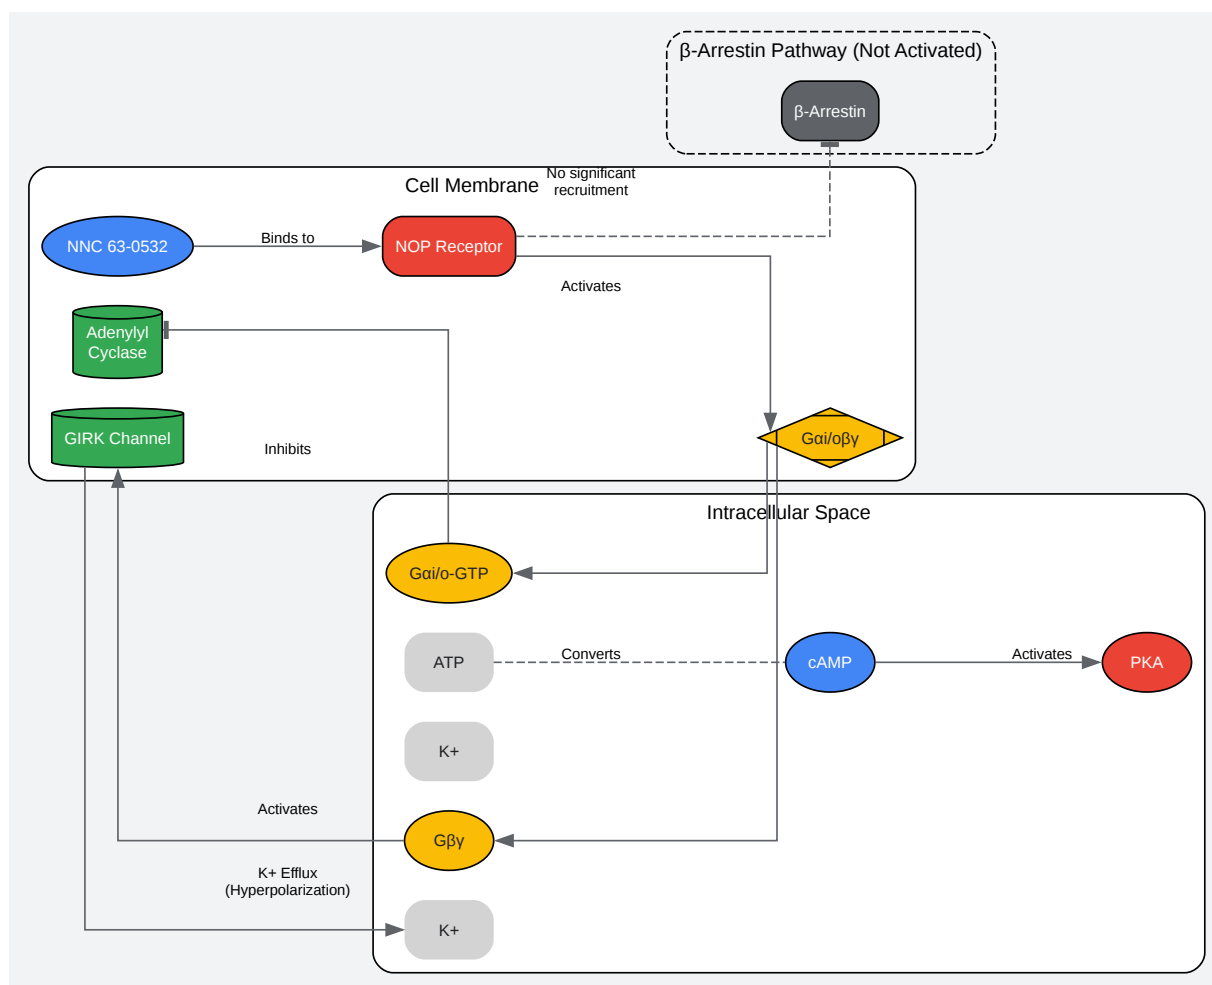 β-Arrestin Pathway (Not Activated)
β-Arrestin
Cell Membrane
No significant
recruitment
NNC 63-0532
Binds to
NOP Receptor
Activates
Adenylyl
Cyclase
GIRK Channel
Inhibits
Gαi/oβγ
Intracellular Space
Gαi/o-GTP
ATP
Converts
cAMP
Activates
PKA
K+
Activates
Gβγ
K+ Efflux
(Hyperpolarization)
K+